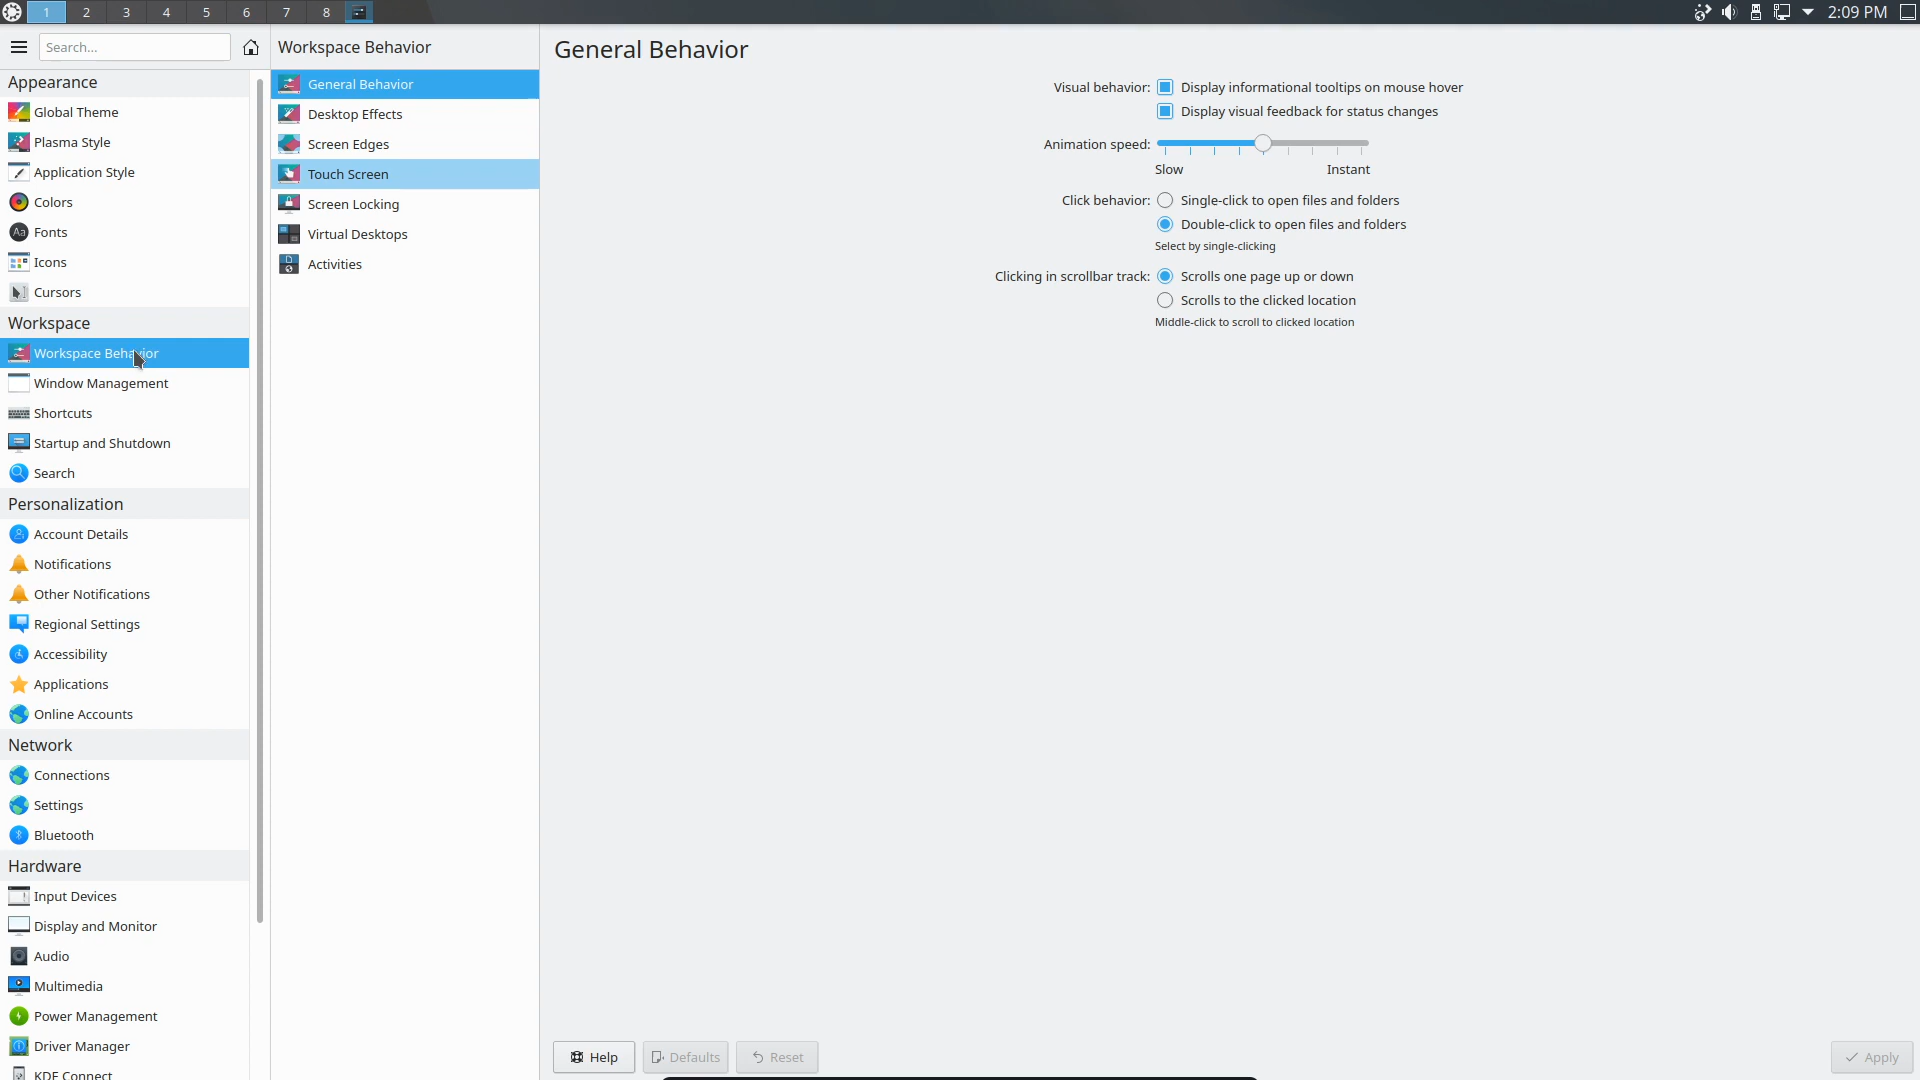 1 2 3 4 5 6 7 8 2:09 PM
Search...
Workspace Behavior
General Behavior
Appearance
Global Theme
Plasma Style
Application Style
Colors
Fonts
Icons
Cursors
Workspace
Workspace Behavior
Window Management
Shortcuts
Startup and Shutdown
Search
Personalization
Account Details
Notifications
Other Notifications
Regional Settings
Accessibility
Applications
Online Accounts
Network
Connections
Settings
Bluetooth
Hardware
Input Devices
Display and Monitor
Audio
Multimedia
Power Management
Driver Manager
KDE Connect
General Behavior
Desktop Effects
Screen Edges
Touch Screen
Screen Locking
Virtual Desktops
Activities
Visual behavior: Display informational tooltips on mouse hover
Display visual feedback for status changes
Animation speed:
Slow Instant
Click behavior: Single-click to open files and folders
Double-click to open files and folders
Select by single-clicking
Clicking in scrollbar track: Scrolls one page up or down
Scrolls to the clicked location
Middle-click to scroll to clicked location
Help Defaults Reset Apply